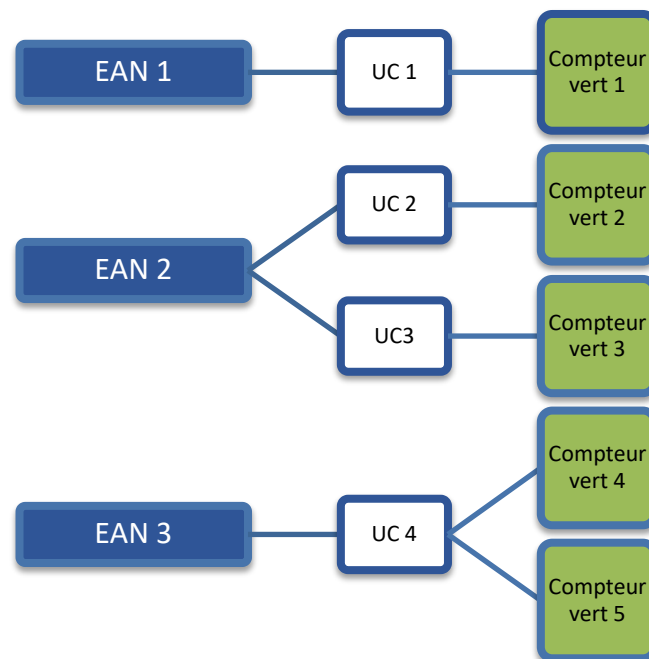 EAN 1
UC 1
Compteur
vert 1
EAN 2
UC 2
Compteur
vert 2
UC3
Compteur
vert 3
EAN 3
UC 4
Compteur
vert 4
Compteur
vert 5